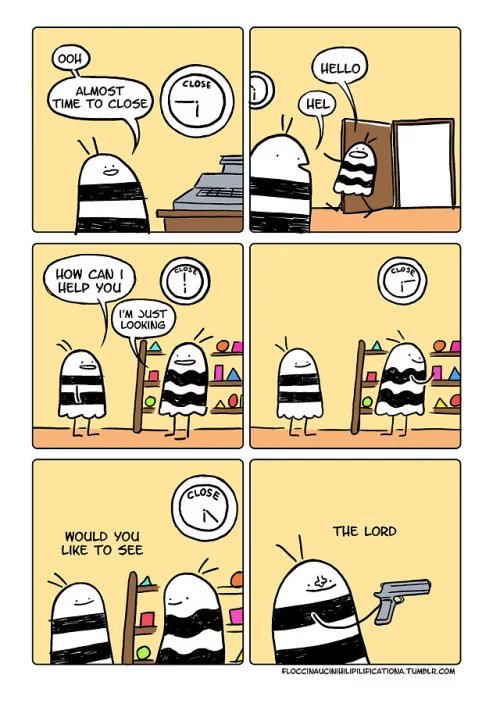 OOH
ALMOST
TIME TO CLOSE
CLOSE
HELLO
HEL
HOW CAN I
HELP YOU
CLOSE
I'M JUST
LOOKING
CLOSE
CLOSE
WOULD YOU
LIKE TO SEE
THE LORD
FLOCCINAUCINIHILIPILIFICATIONA.TUMBLR.COM